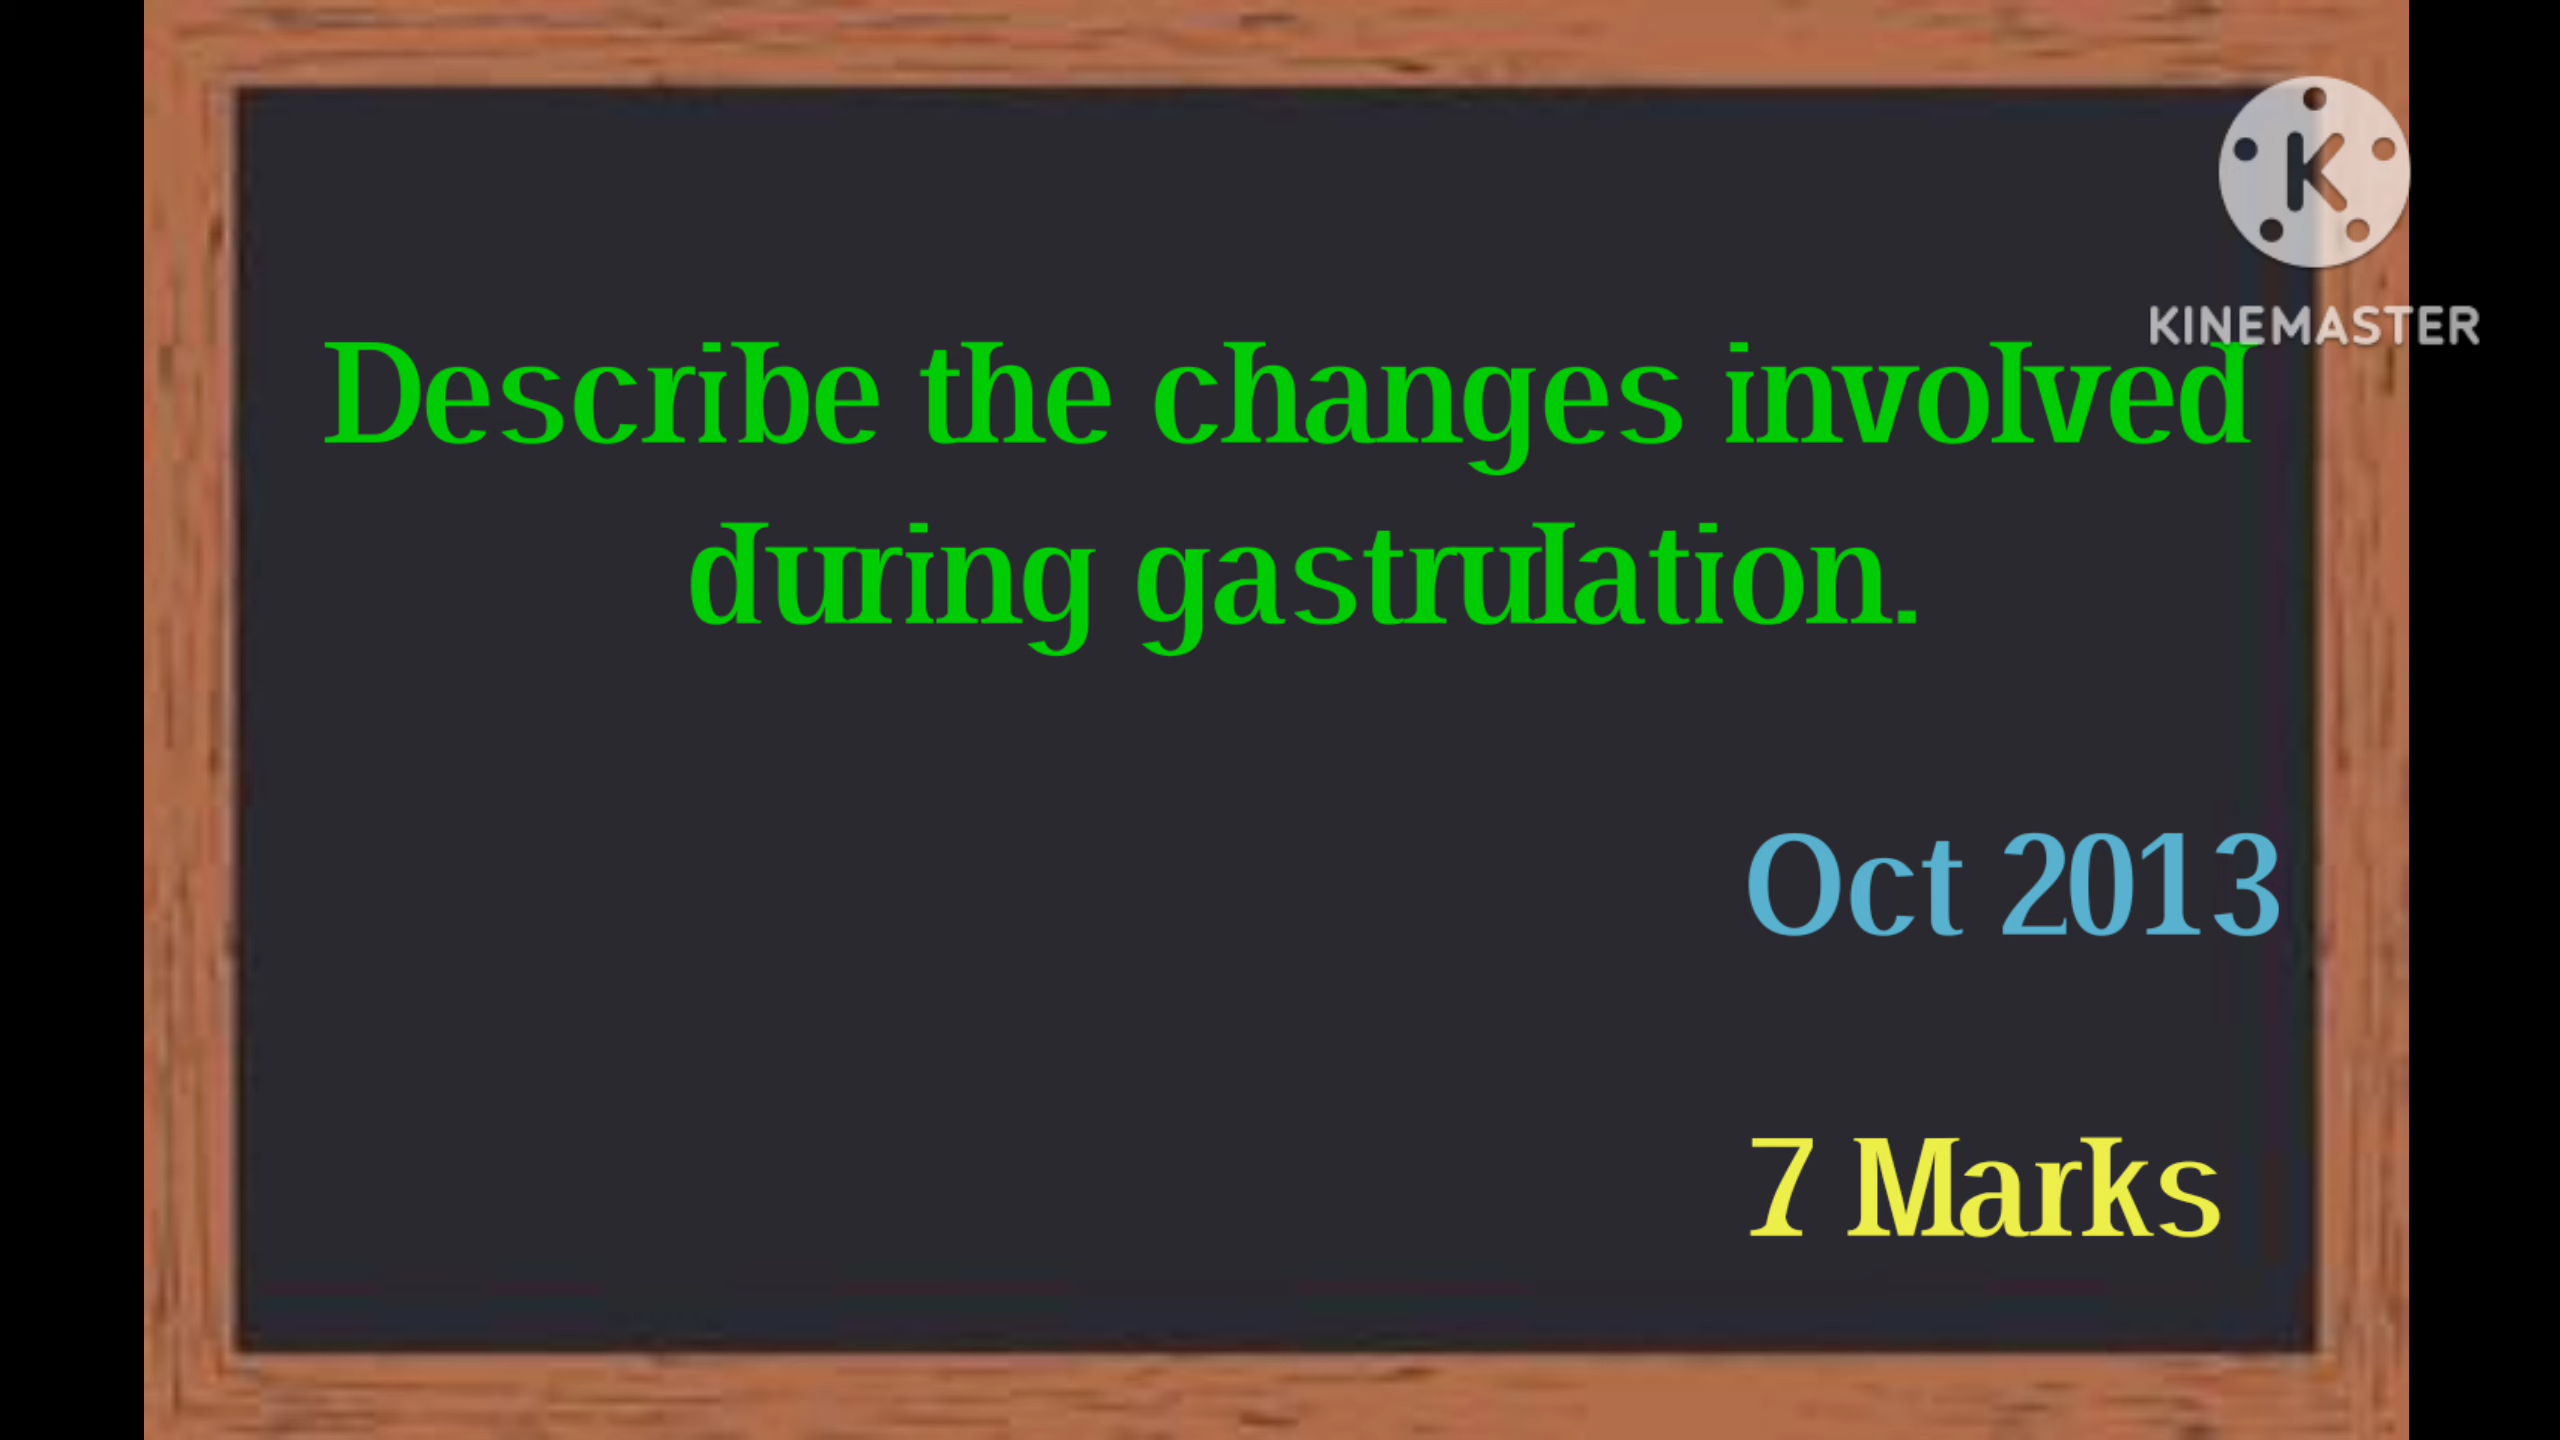 KINEMASTER
Describe the changes involved
during gastrulation.
Oct 2013
7 Marks